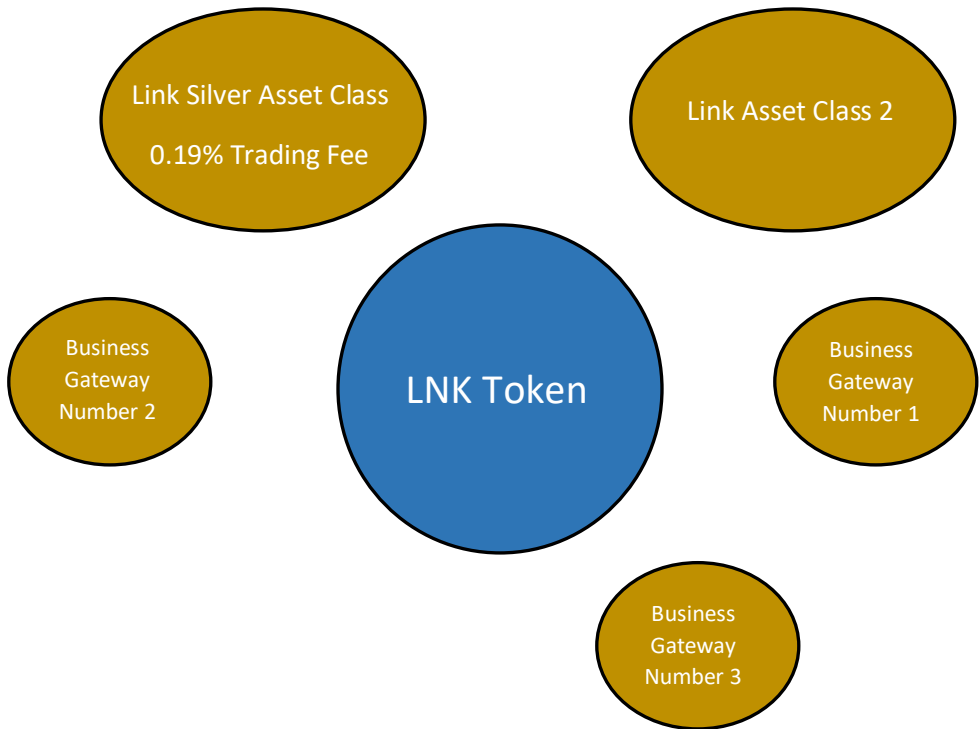 Link Silver Asset Class
0.19% Trading Fee
Link Asset Class 2
Business
Gateway
Number 2
LNK Token
Business
Gateway
Number 1
Business
Gateway
Number 3